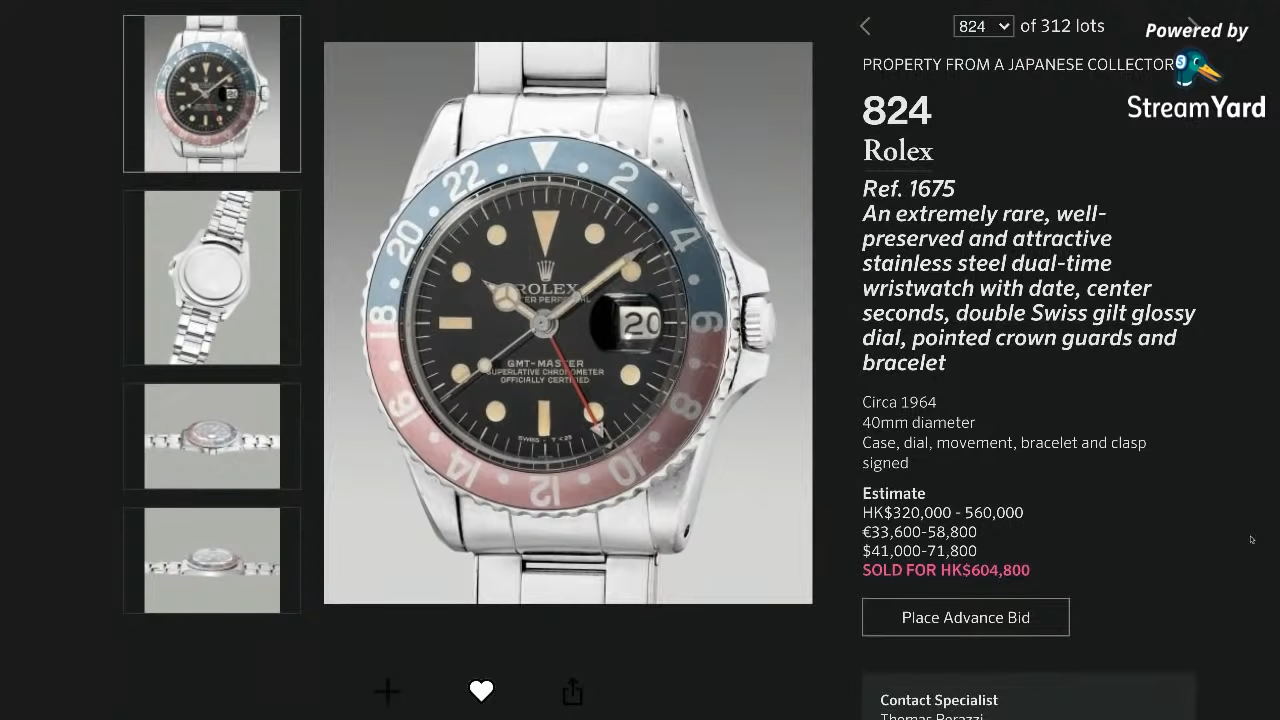 824 of 312 lots
Powered by
StreamYard
PROPERTY FROM A JAPANESE COLLECTOR
824
Rolex
Ref. 1675
An extremely rare, well-
preserved and attractive
stainless steel dual-time
wristwatch with date, center
seconds, double Swiss gilt glossy
dial, pointed crown guards and
bracelet
Circa 1964
40mm diameter
Case, dial, movement, bracelet and clasp
signed
Estimate
HK$320,000 - 560,000
€33,600-58,800
$41,000-71,800
SOLD FOR HK$604,800
Place Advance Bid
Contact Specialist
Thomas Perazzi
2
4
6
8
10
12
14
16
18
20
22
ROLEX
20
GMT-MASTER
SUPERLATIVE CHRONOMETER
OFFICIALLY CERTIFIED